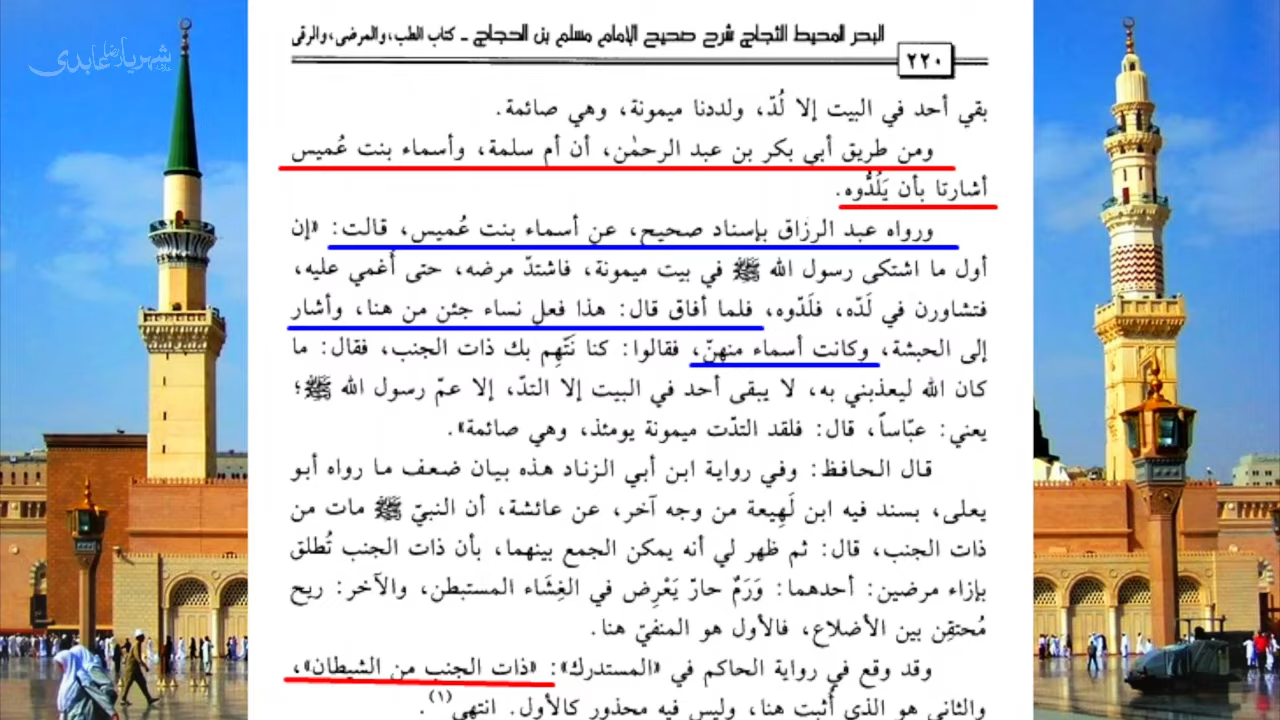 شهریار رضا عابدی
البحر المحيط الثجاج شرح صحيح الإمام مسلم بن الحجاج ـ كتاب الطب، والمرضى، والرقى
٢٢٠
بقي أحد في البيت إلا لُدّ، ولددنا ميمونة، وهي صائمة.
ومن طريق أبي بكر بن عبد الرحمٰن، أن أم سلمة، وأسماء بنت عُميس
أشارتا بأن يَلُدُّوه.
ورواه عبد الرزاق بإسناد صحيح، عن أسماء بنت عُميس، قالت: «إن
أول ما اشتكى رسول الله ﷺ في بيت ميمونة، فاشتدّ مرضه، حتى أغمي عليه،
فتشاورن في لَدّه، فلَدّوه، فلما أفاق قال: هذا فعل نساء جئن من هنا، وأشار
إلى الحبشة، وكانت أسماء منهنّ، فقالوا: كنا نَتَّهِم بك ذات الجنب، فقال: ما
كان الله ليعذبني به، لا يبقى أحد في البيت إلا التدّ، إلا عمّ رسول الله ﷺ؛
يعني: عبّاساً، قال: فلقد التدّت ميمونة يومئذ، وهي صائمة».
قال الحافظ: وفي رواية ابن أبي الزناد هذه بيان ضعف ما رواه أبو
يعلى، بسند فيه ابن لَهِيعة من وجه آخر، عن عائشة، أن النبيّ ﷺ مات من
ذات الجنب، قال: ثم ظهر لي أنه يمكن الجمع بينهما، بأن ذات الجنب تُطلق
بإزاء مرضين: أحدهما: وَرَمٌ حارّ يَعْرِض في الغِشَاء المستبطن، والآخر: ريح
مُحتقِن بين الأضلاع، فالأول هو المنفيّ هنا.
وقد وقع في رواية الحاكم في «المستدرك»: «ذات الجنب من الشيطان»،
والثاني هو الذي أُثبت هنا، وليس فيه محذور كالأول. انتهى(١).